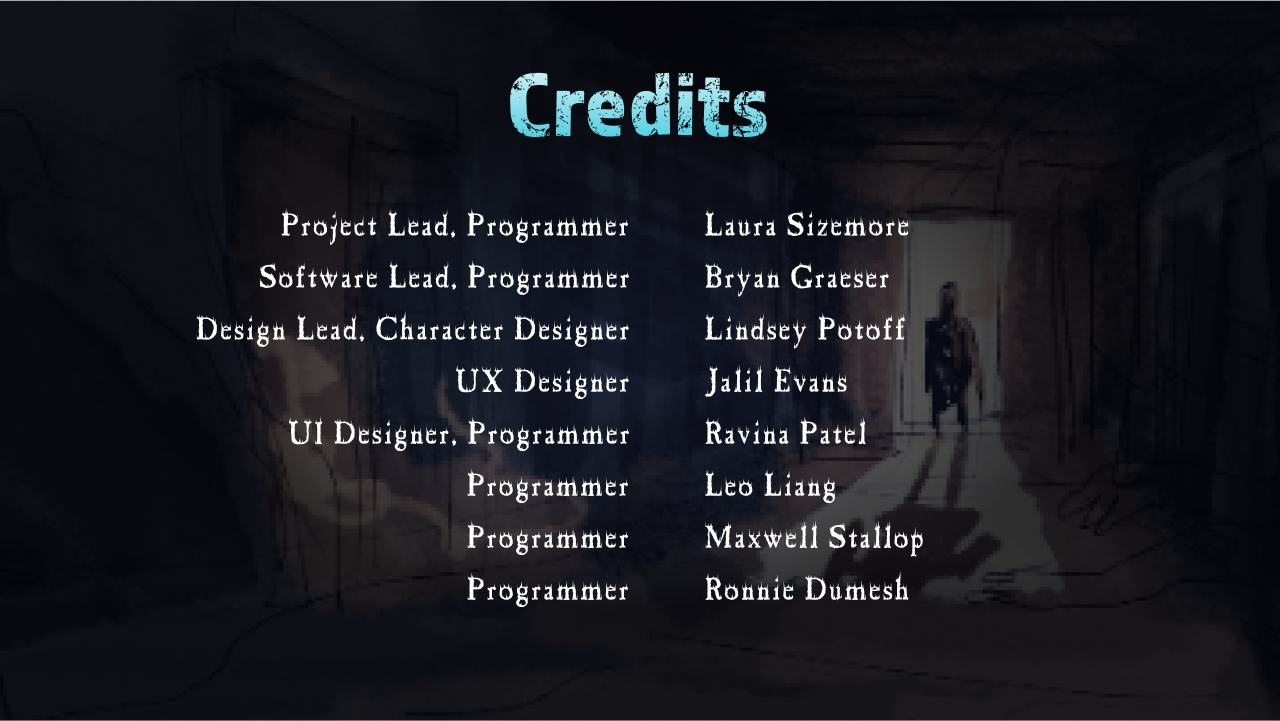 Credits
Project Lead, Programmer Laura Sizemore
Software Lead, Programmer Bryan Graeser
Design Lead, Character Designer Lindsey Potoff
UX Designer Jalil Evans
UI Designer, Programmer Ravina Patel
Programmer Leo Liang
Programmer Maxwell Stallop
Programmer Ronnie Dumesh